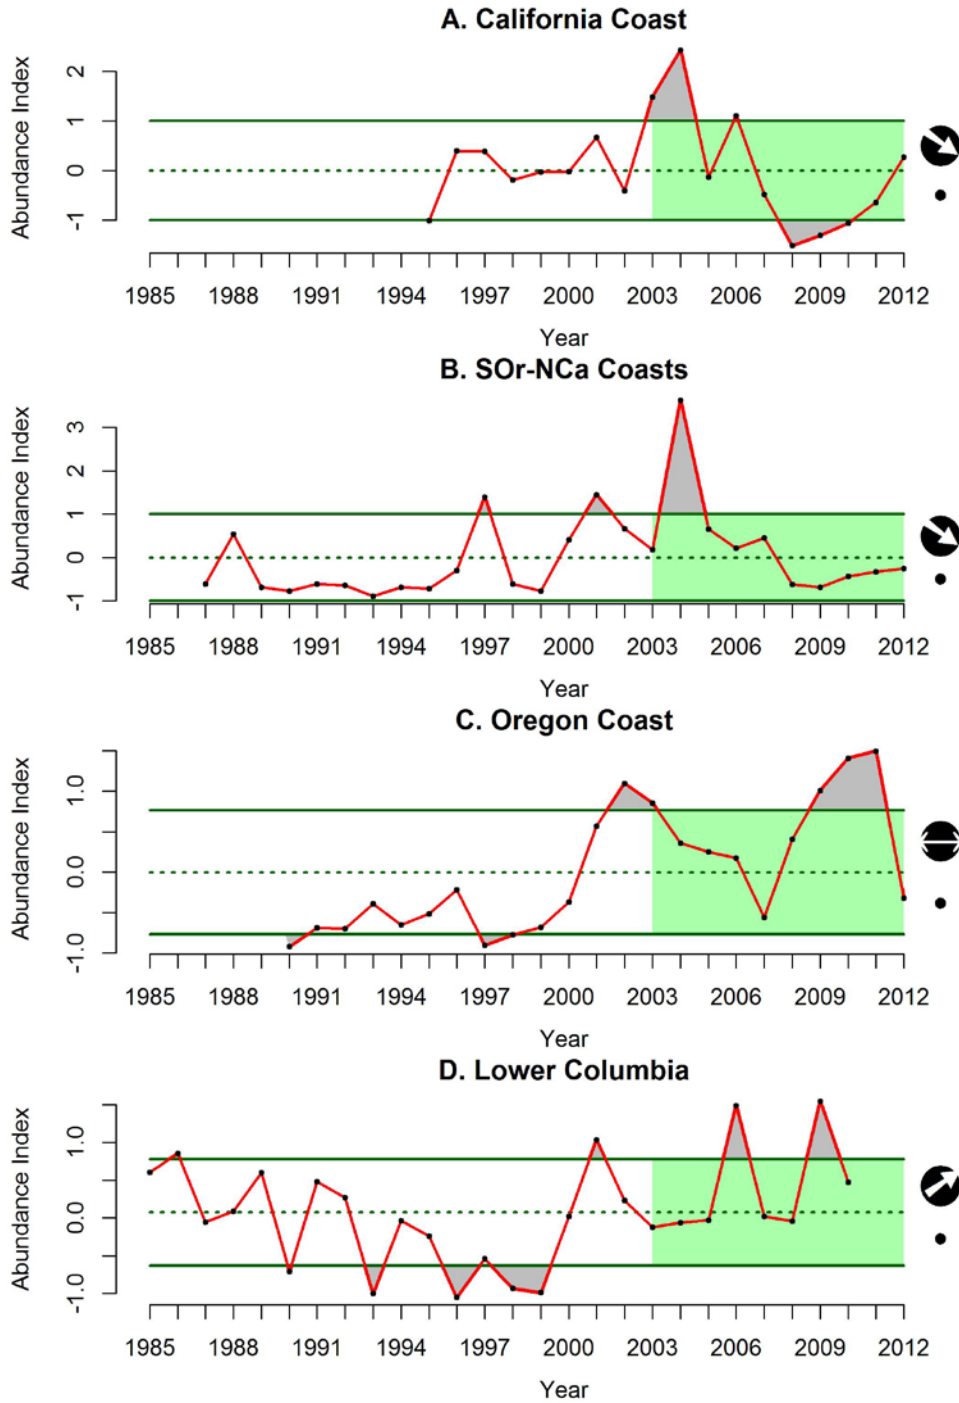 A. California Coast
Abundance Index
2
1
0
-1
1985 1988 1991 1994 1997 2000 2003 2006 2009 2012
Year
B. SOr-NCa Coasts
Abundance Index
3
2
1
0
-1
1985 1988 1991 1994 1997 2000 2003 2006 2009 2012
Year
C. Oregon Coast
Abundance Index
1.0
0.0
-1.0
1985 1988 1991 1994 1997 2000 2003 2006 2009 2012
Year
D. Lower Columbia
Abundance Index
1.0
0.0
-1.0
1985 1988 1991 1994 1997 2000 2003 2006 2009 2012
Year